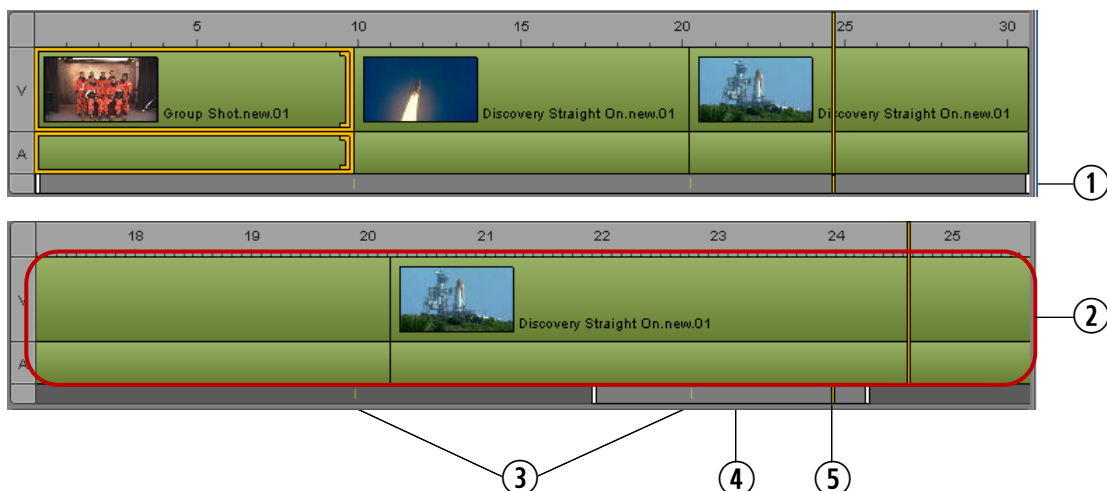 5 10 15 20 25 30
V
Group Shot.new.01 Discovery Straight On.new.01 Discovery Straight On.new.01
A
1
18 19 20 21 22 23 24 25
V
Discovery Straight On.new.01
2
A
3 4 5